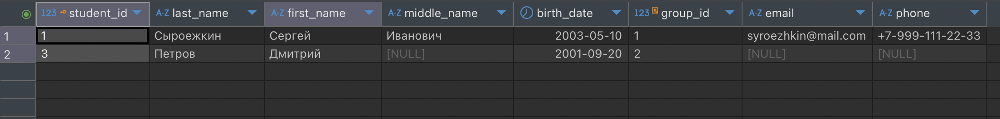 123 student_id A-Z last_name A-Z first_name A-Z middle_name birth_date 123 group_id A-Z email A-Z phone
1 1 Сыроежкин Сергей Иванович 2003-05-10 1 syroezhkin@mail.com +7-999-111-22-33
2 3 Петров Дмитрий [NULL] 2001-09-20 2 [NULL] [NULL]